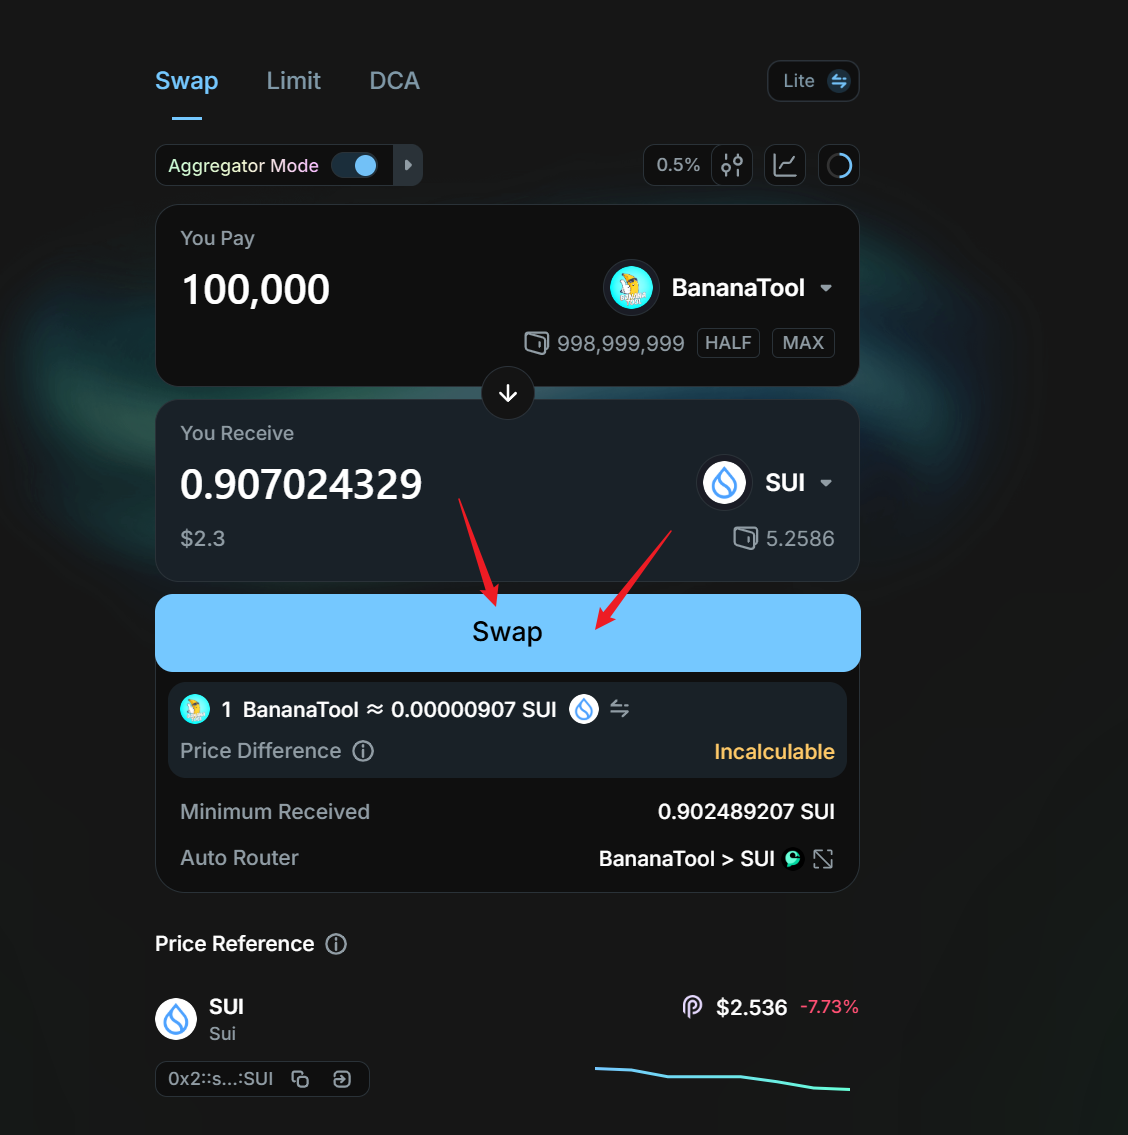 Swap Limit DCA Lite
Aggregator Mode 0.5%
You Pay
100,000 BananaTool
998,999,999 HALF MAX
You Receive
0.907024329 SUI
$2.3 5.2586
Swap
1 BananaTool ≈ 0.00000907 SUI
Price Difference Incalculable
Minimum Received 0.902489207 SUI
Auto Router BananaTool > SUI
Price Reference
SUI $2.536 -7.73%
Sui
0x2::s...:SUI